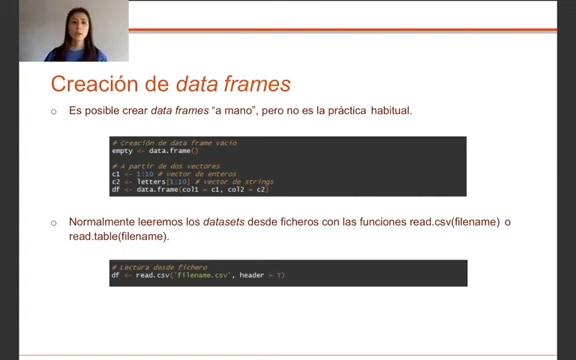 Creación de data frames
o Es posible crear data frames “a mano”, pero no es la práctica habitual.
# Creación de data frame vacio
empty <- data.frame()
# A partir de dos vectores
c1 <- 1:10 # vector de enteros
c2 <- letters[1:10] # vector de strings
df <- data.frame(col1 = c1, col2 = c2)
o Normalmente leeremos los datasets desde ficheros con las funciones read.csv(filename) o
read.table(filename).
# Lectura desde fichero
df <- read.csv('filename.csv', header = T)